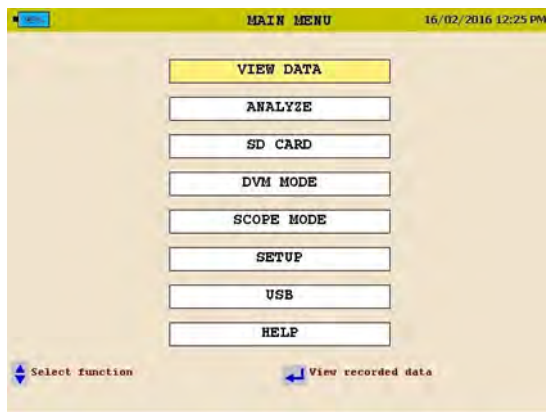 MAIN MENU 16/02/2016 12:25 PM
VIEW DATA
ANALYZE
SD CARD
DVM MODE
SCOPE MODE
SETUP
USB
HELP
Select function View recorded data